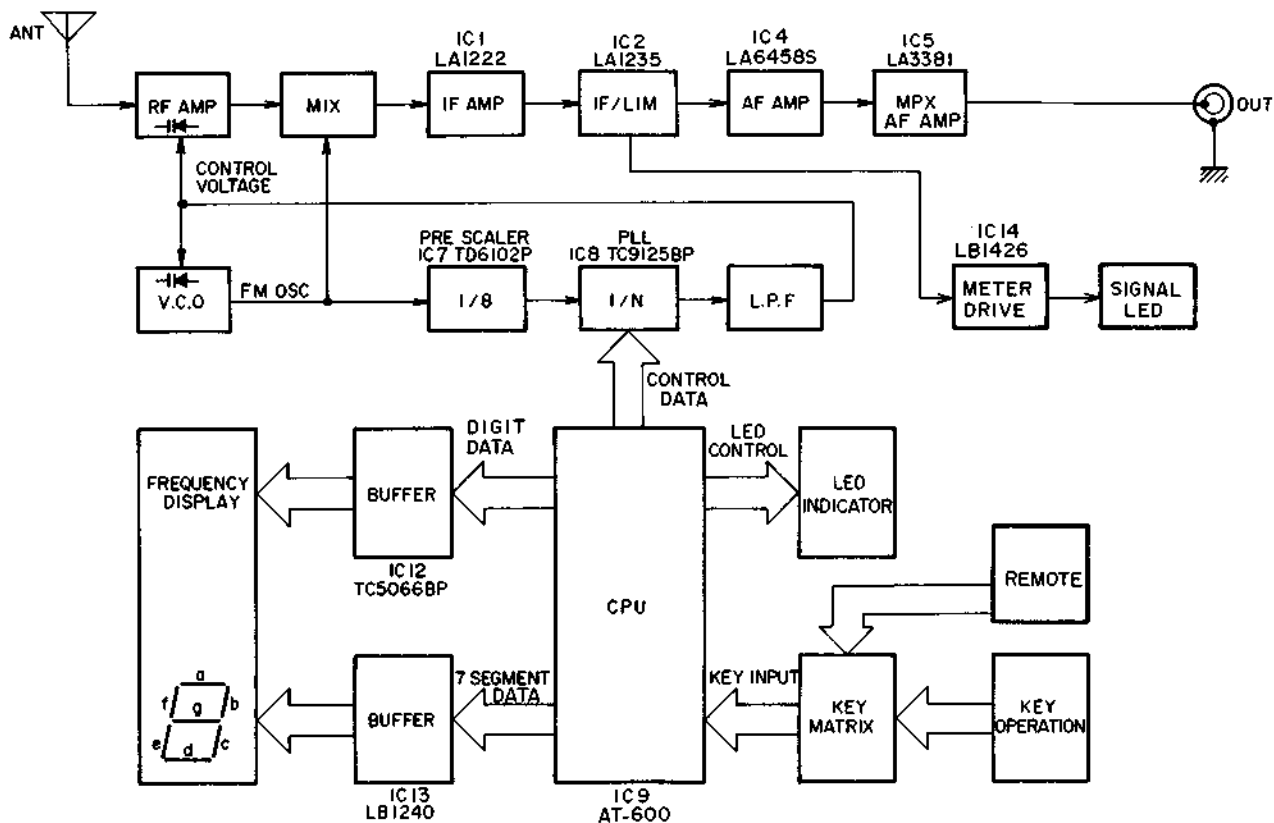 ANT
RF AMP
MIX
IC1
LA1222
IF AMP
IC2
LA1235
IF/LIM
IC4
LA6458S
AF AMP
IC5
LA3381
MPX
AF AMP
OUT
CONTROL
VOLTAGE
V.C.O
FM OSC
PRE SCALER
IC7 TD6102P
1/8
PLL
IC8 TC9125BP
1/N
L.P.F
IC14
LB1426
METER
DRIVE
SIGNAL
LED
CONTROL
DATA
FREQUENCY
DISPLAY
a
f
g
b
e
d
c
DIGIT
DATA
BUFFER
IC12
TC5066BP
7 SEGMENT
DATA
BUFFER
IC13
LB1240
CPU
IC9
AT-600
LED
CONTROL
LED
INDICATOR
REMOTE
KEY INPUT
KEY
MATRIX
KEY
OPERATION